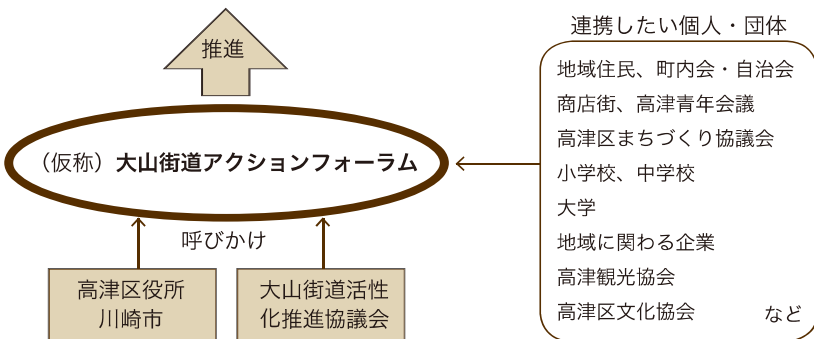 推進
(仮称)大山街道アクションフォーラム
呼びかけ
高津区役所
川崎市
大山街道活性
化推進協議会
連携したい個人・団体
地域住民、町内会・自治会
商店街、高津青年会議
高津区まちづくり協議会
小学校、中学校
大学
地域に関わる企業
高津観光協会
高津区文化協会 など